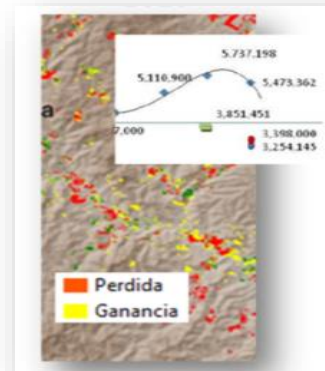 5.737,198
5,110,900
5,473.362
a
7,000
3,851,451
3,398.000
3,254,145
Perdida
Ganancia